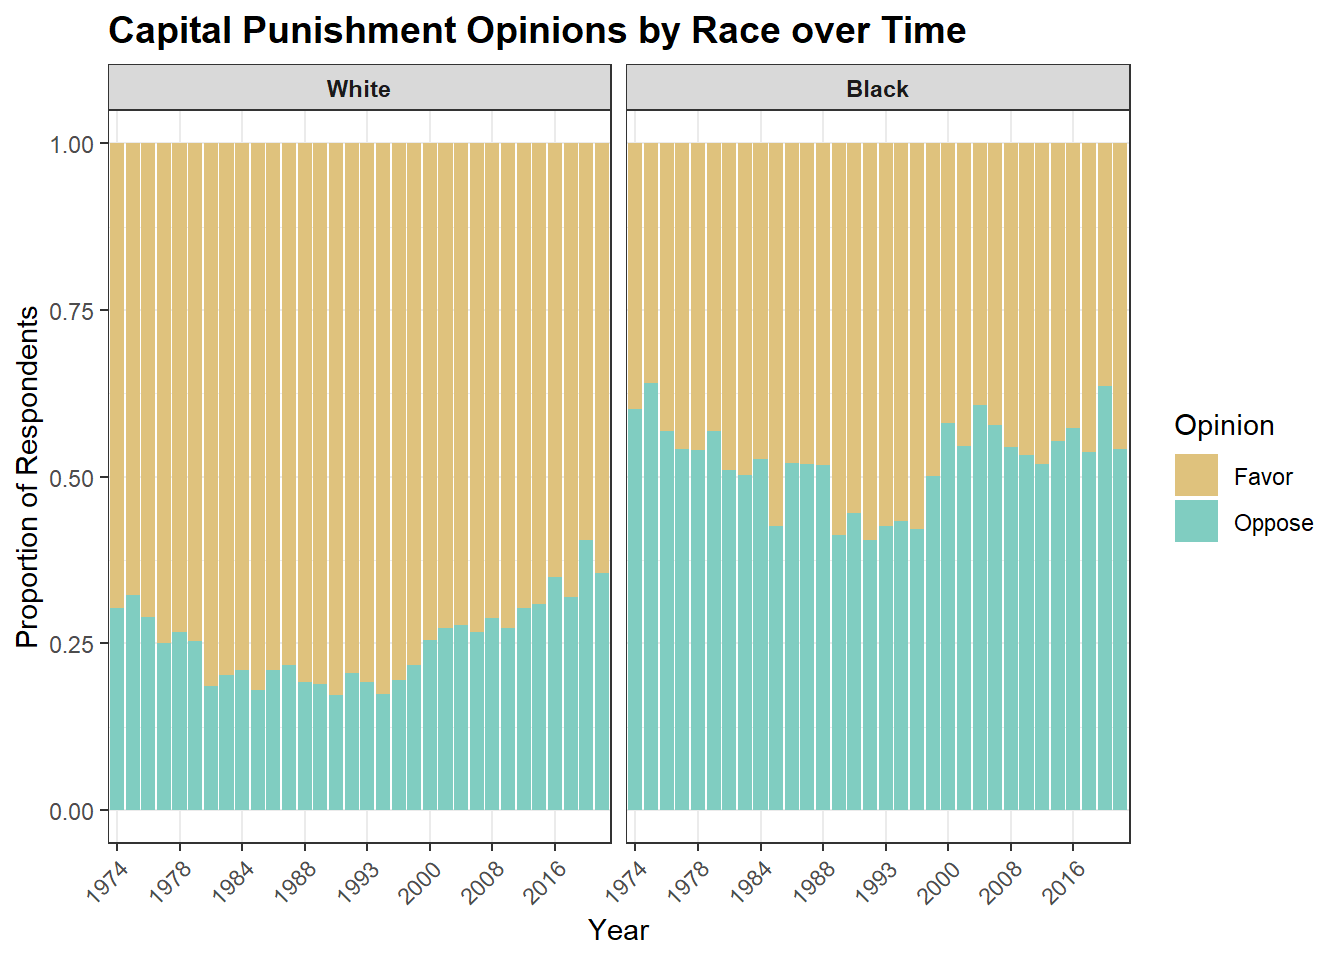 Capital Punishment Opinions by Race over Time
White
Black
1.00
0.75
0.50
0.25
0.00
Proportion of Respondents
1974 1978 1984 1988 1993 2000 2008 2016
1974 1978 1984 1988 1993 2000 2008 2016
Year
Opinion
Favor
Oppose